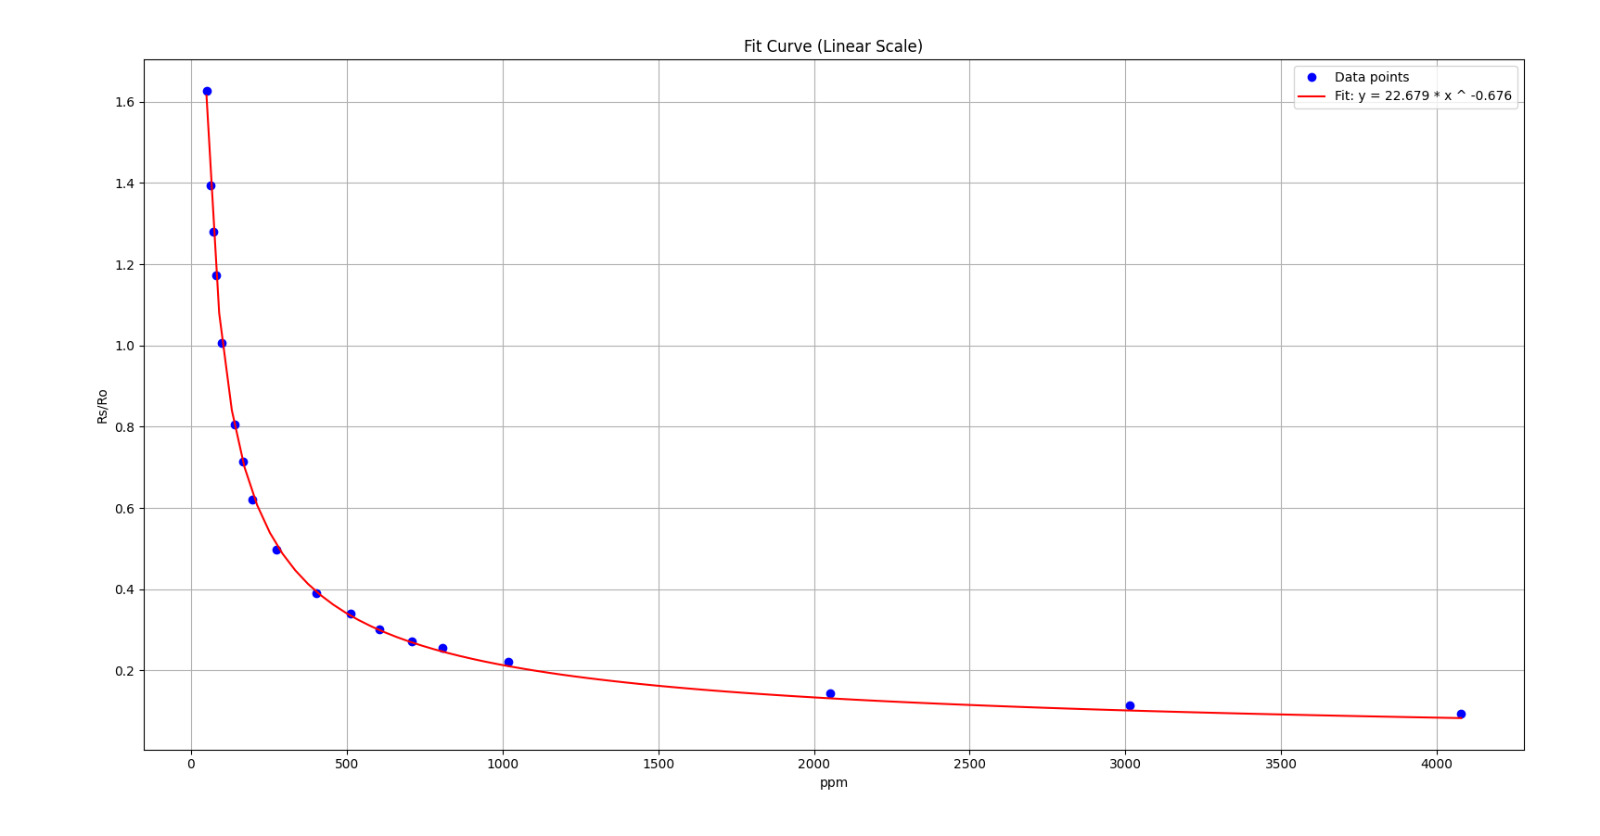 Fit Curve (Linear Scale)
Data points
Fit: y = 22.679 * x ^ -0.676
1.6
1.4
1.2
1.0
0.8
0.6
0.4
0.2
Rs/Ro
0 500 1000 1500 2000 2500 3000 3500 4000
ppm